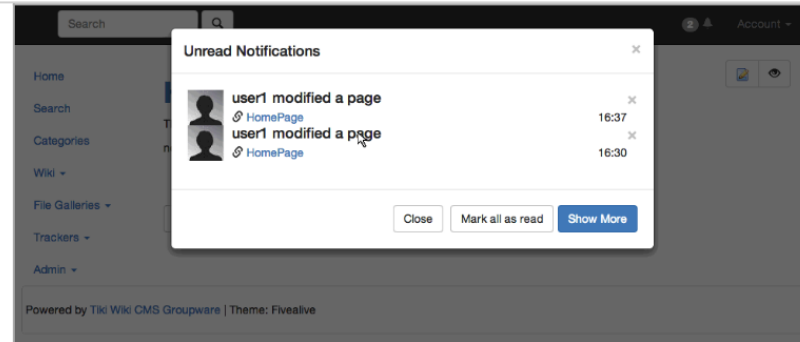 Search
2
Account
Unread Notifications
×
Home
user1 modified a page
×
HomePage
16:37
Search
user1 modified a page
×
HomePage
16:30
Categories
Wiki
File Galleries
Close
Mark all as read
Show More
Trackers
Admin
Powered by Tiki Wiki CMS Groupware | Theme: Fivealive